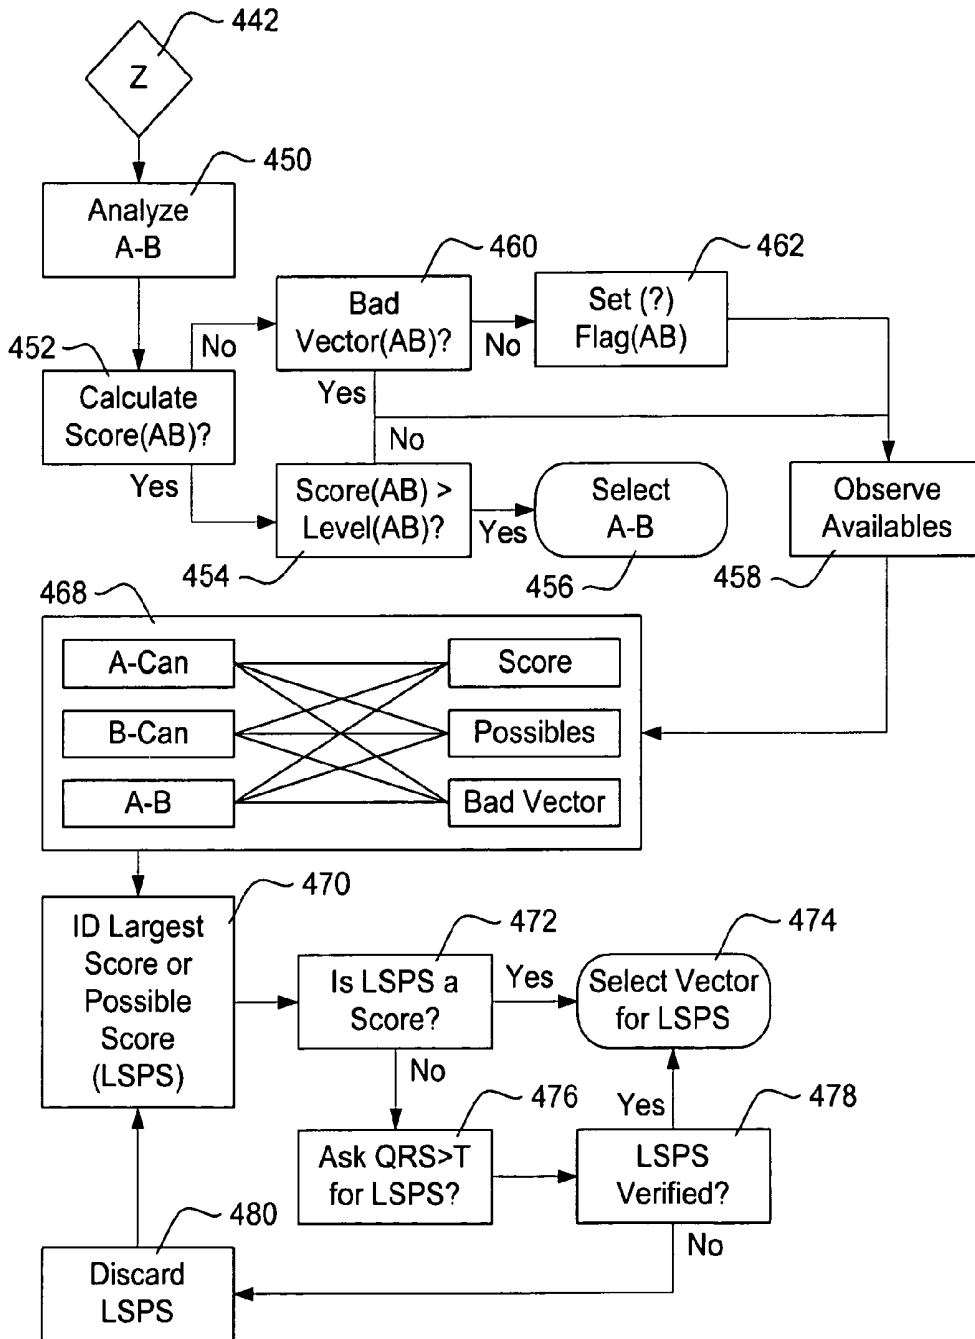 442
Z
450
Analyze
A-B
460
Bad
Vector(AB)?
462
Set (?)
Flag(AB)
No
No
452
Calculate
Score(AB)?
Yes
Yes
No
Score(AB) >
Level(AB)?
454
Yes
Select
A-B
456
Observe
Availables
458
468
A-Can
Score
B-Can
Possibles
A-B
Bad Vector
470
ID Largest
Score or
Possible
Score
(LSPS)
472
Is LSPS a
Score?
Yes
474
Select Vector
for LSPS
No
476
Ask QRS>T
for LSPS?
Yes
478
LSPS
Verified?
No
480
Discard
LSPS